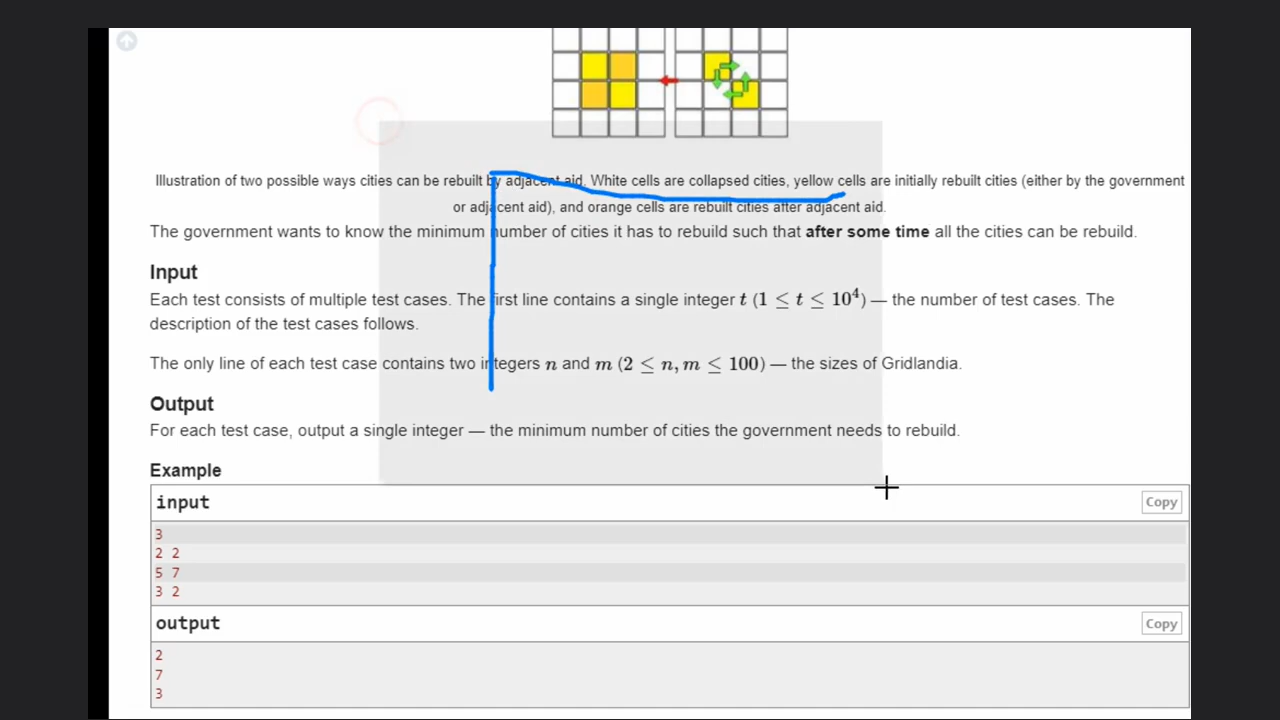 Illustration of two possible ways cities can be rebuilt by adjacent aid. White cells are collapsed cities, yellow cells are initially rebuilt cities (either by the government
or adjacent aid), and orange cells are rebuilt cities after adjacent aid.
The government wants to know the minimum number of cities it has to rebuild such that after some time all the cities can be rebuild.
Input
Each test consists of multiple test cases. The first line contains a single integer t (1 ≤ t ≤ 10⁴) — the number of test cases. The
description of the test cases follows.
The only line of each test case contains two integers n and m (2 ≤ n, m ≤ 100) — the sizes of Gridlandia.
Output
For each test case, output a single integer — the minimum number of cities the government needs to rebuild.
Example
input Copy
3
2 2
5 7
3 2
output Copy
2
7
3